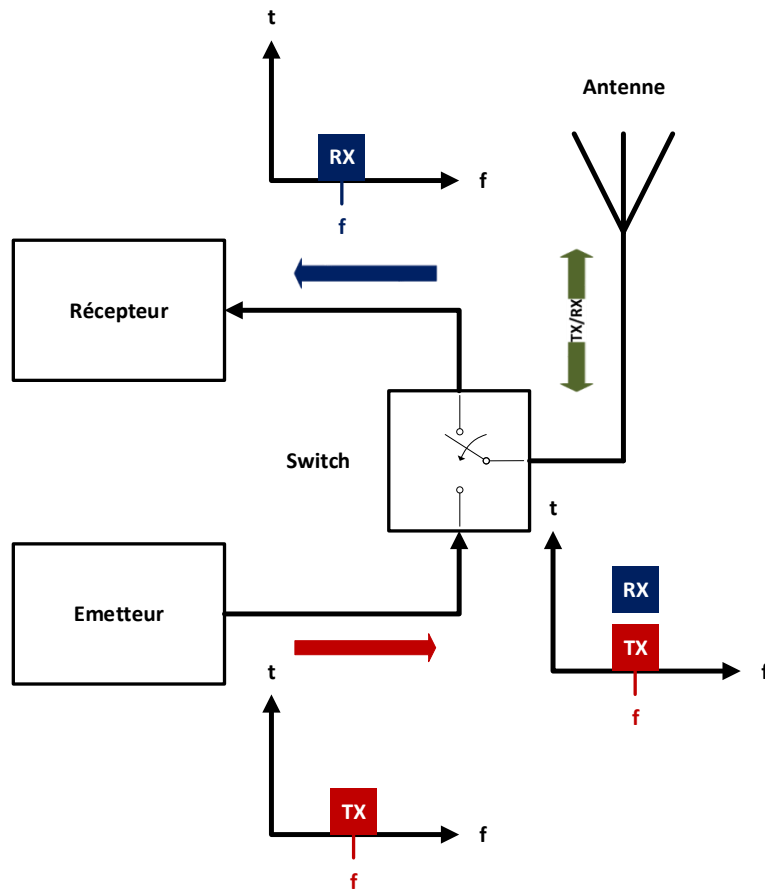 t
Antenne
RX
f
f
Récepteur
TX/RX
Switch
t
RX
Emetteur
TX
f
t
f
TX
f
f